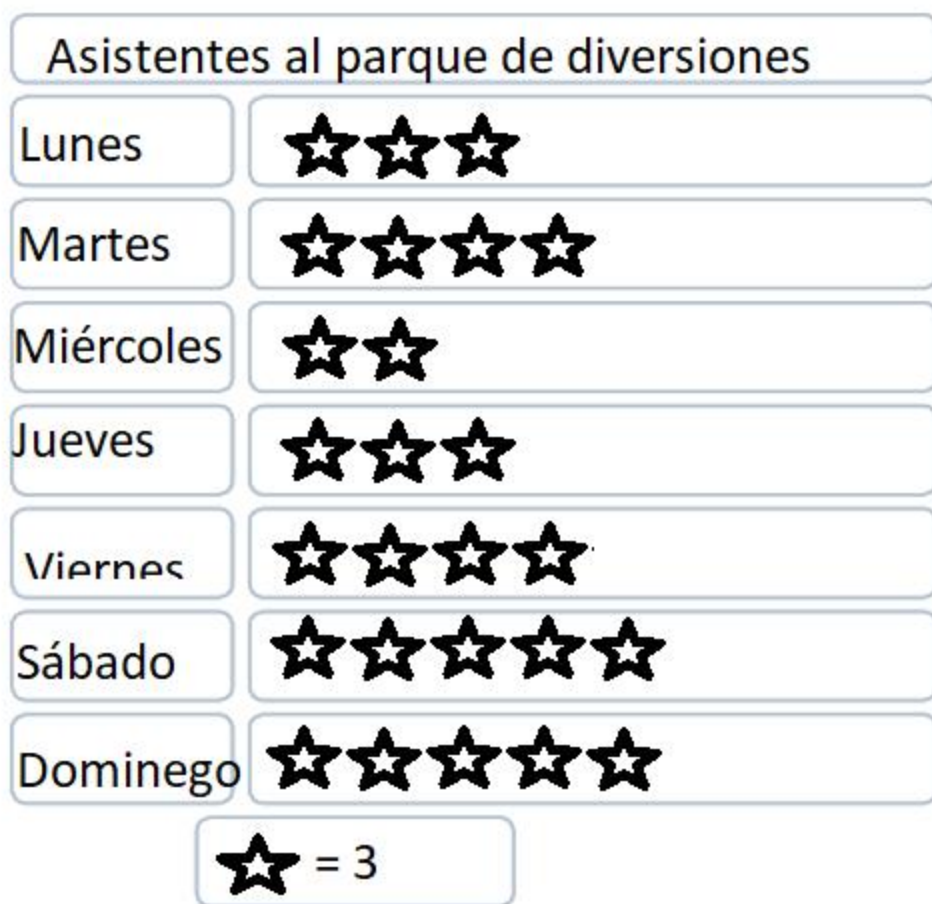 Asistentes al parque de diversiones
Lunes
Martes
Miércoles
Jueves
Viernes
Sábado
Dominego
= 3